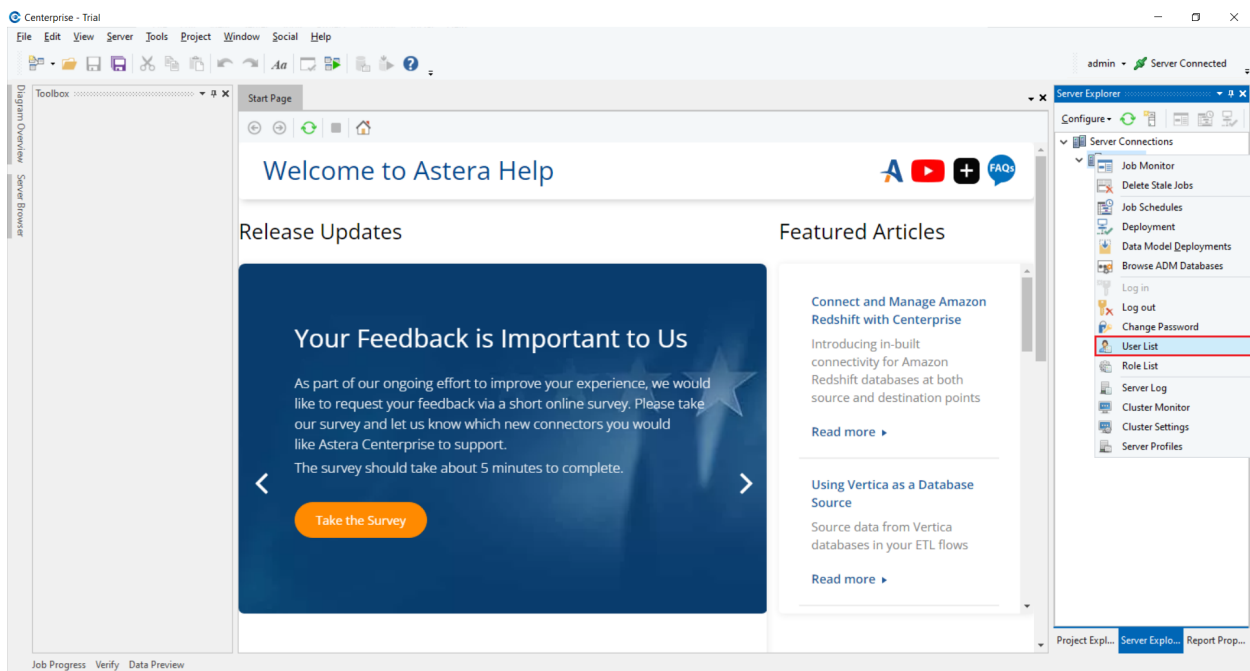 Centerprise - Trial
File Edit View Server Tools Project Window Social Help
Aa
admin
Server Connected
Diagram Overview
Server Browser
Toolbox
Start Page
Welcome to Astera Help
FAQs
Release Updates
Your Feedback is Important to Us
As part of our ongoing effort to improve your experience, we would
like to request your feedback via a short online survey. Please take
our survey and let us know which new connectors you would
like Astera Centerprise to support.
The survey should take about 5 minutes to complete.
Take the Survey
Featured Articles
Connect and Manage Amazon
Redshift with Centerprise
Introducing in-built
connectivity for Amazon
Redshift databases at both
source and destination points
Read more
Using Vertica as a Database
Source
Source data from Vertica
databases in your ETL flows
Read more
Server Explorer
Configure
Server Connections
Job Monitor
Delete Stale Jobs
Job Schedules
Deployment
Data Model Deployments
Browse ADM Databases
Log in
Log out
Change Password
User List
Role List
Server Log
Cluster Monitor
Cluster Settings
Server Profiles
Project Expl... Server Explo... Report Prop...
Job Progress Verify Data Preview